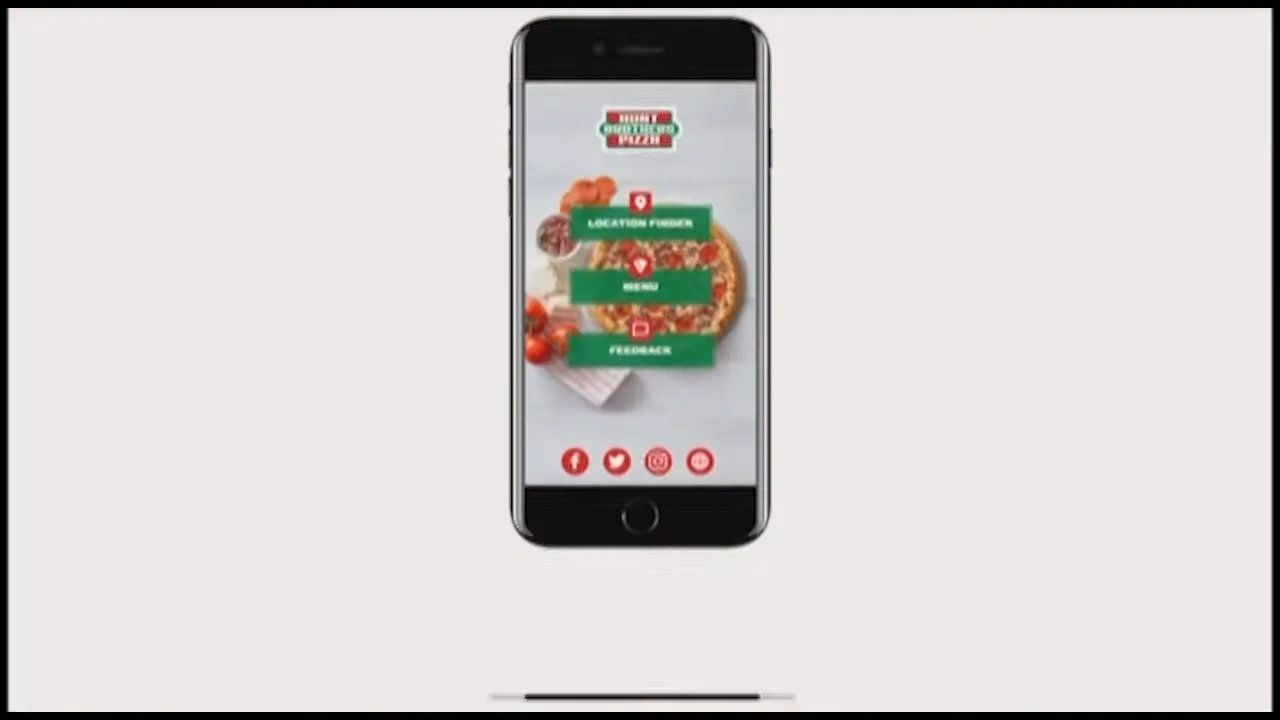 HUNT
BROTHERS
PIZZA
LOCATION FINDER
MENU
FEEDBACK